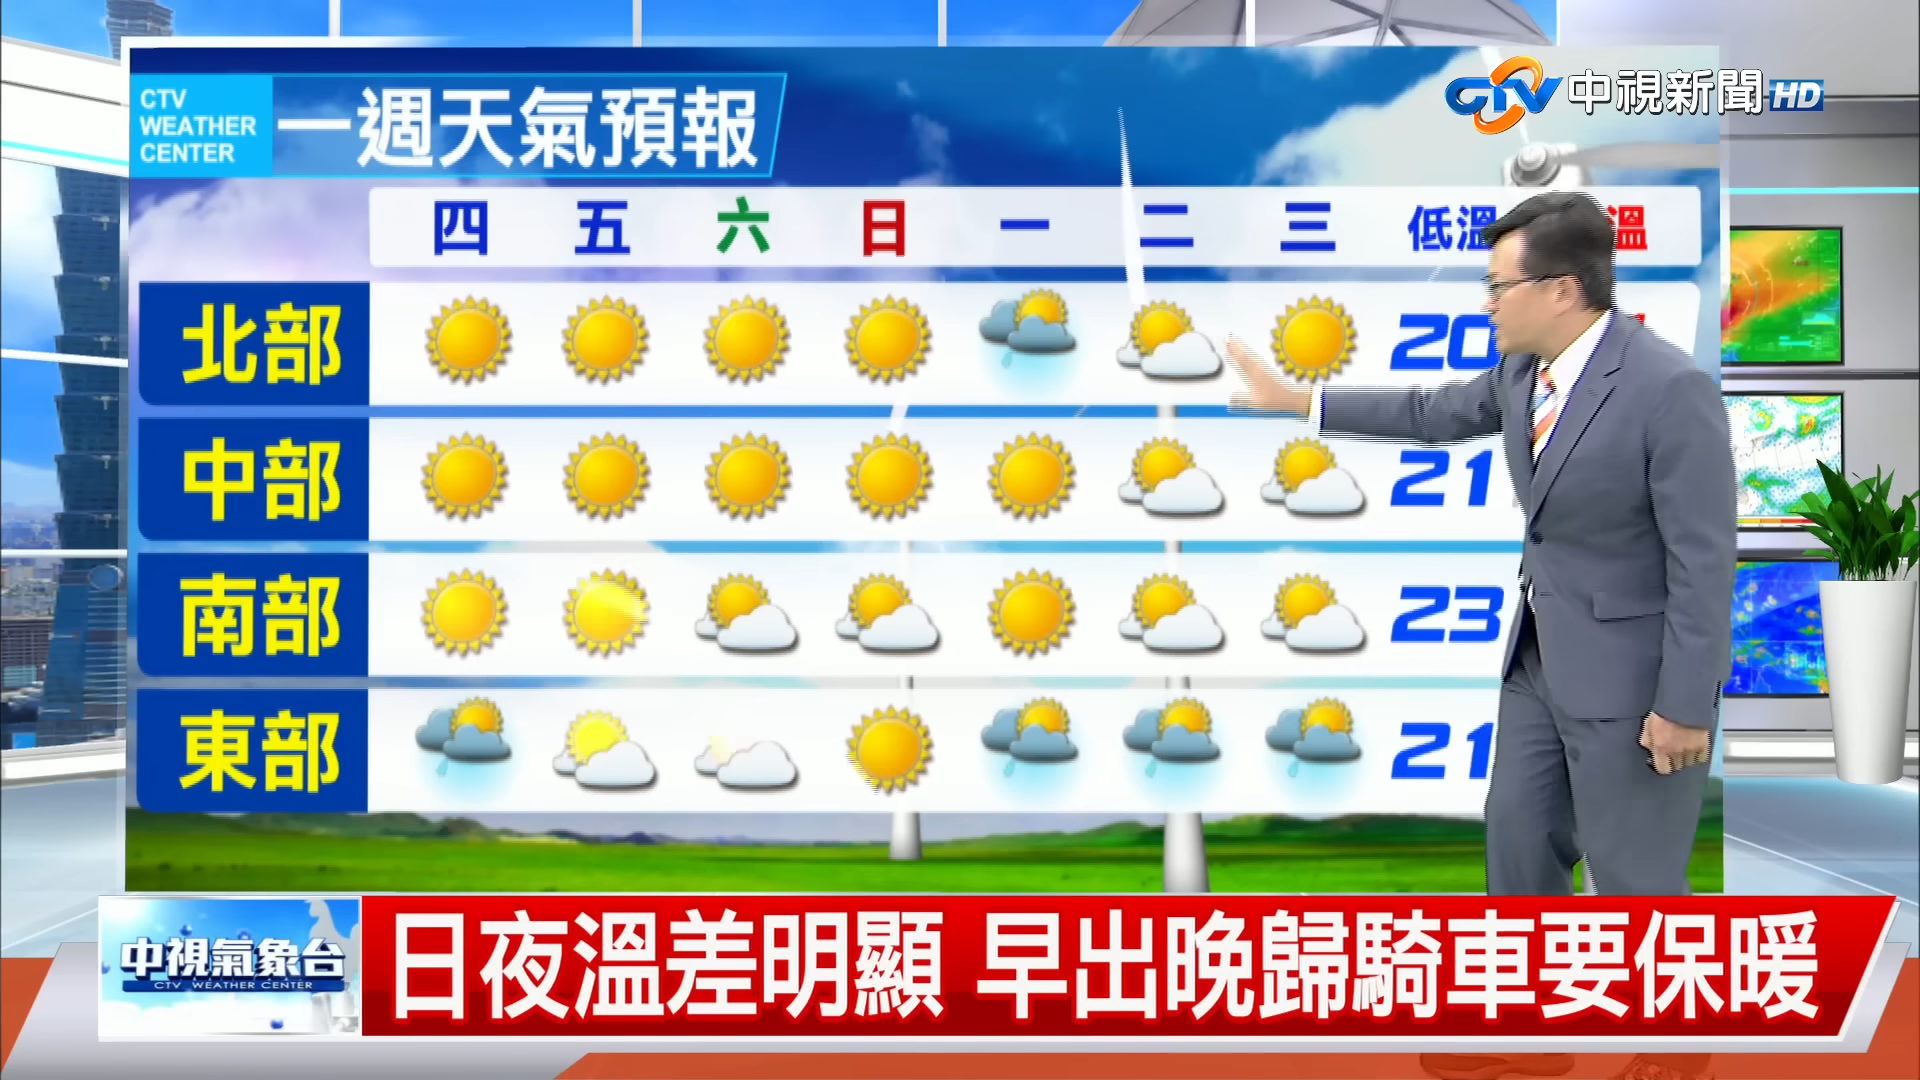 CTV
WEATHER
CENTER
一週天氣預報
CTV 中視新聞 HD
四 五 六 日 一 二 三 低溫 溫
北部 20
中部 21
南部 23
東部 21
中視氣象台
CTV WEATHER CENTER
日夜溫差明顯 早出晚歸騎車要保暖